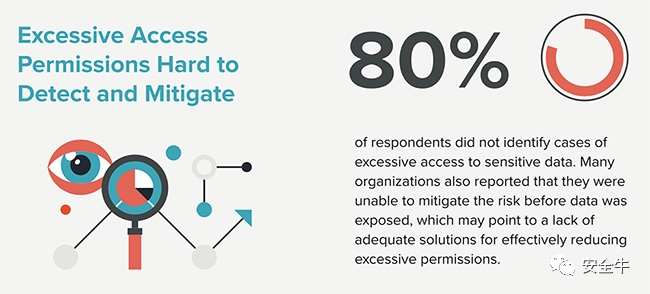 Excessive Access
Permissions Hard to
Detect and Mitigate
80%
of respondents did not identify cases of
excessive access to sensitive data. Many
organizations also reported that they were
unable to mitigate the risk before data was
exposed, which may point to a lack of
adequate solutions for effectively reducing
excessive permissions.
安全牛